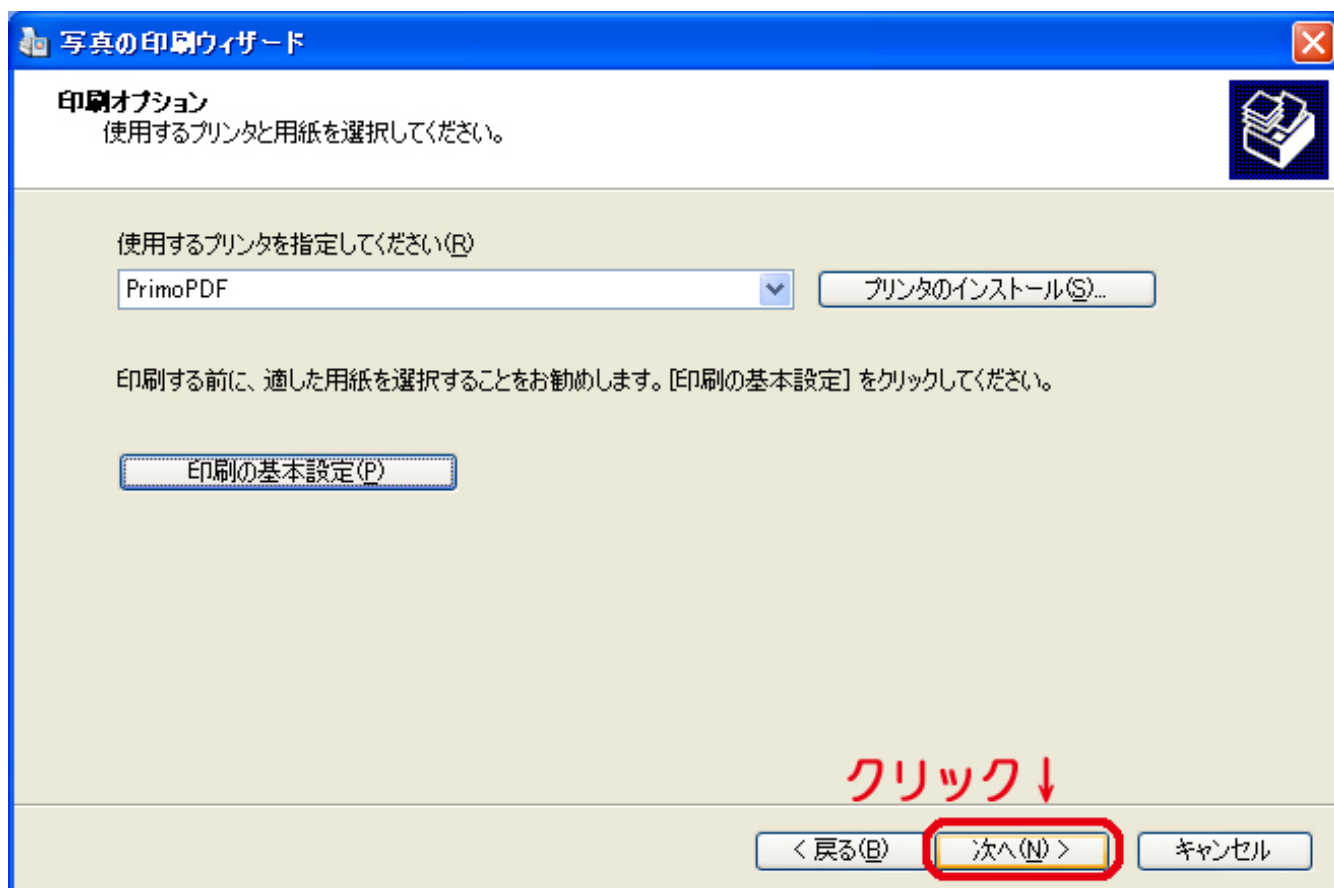 写真の印刷ウィザード
印刷オプション
使用するプリンタと用紙を選択してください。
使用するプリンタを指定してください(R)
PrimoPDF
プリンタのインストール(S)...
印刷する前に、適した用紙を選択することをお勧めします。[印刷の基本設定] をクリックしてください。
印刷の基本設定(P)
クリック↓
< 戻る(B)
次へ(N) >
キャンセル